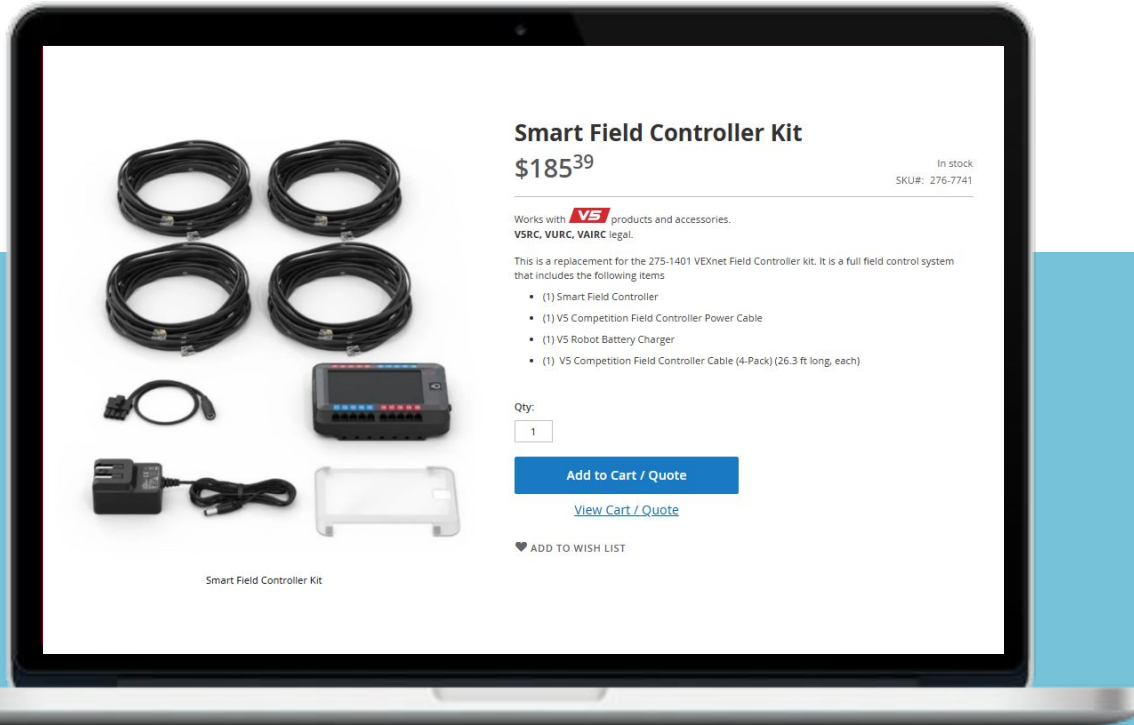 Smart Field Controller Kit
$185³⁹
In stock
SKU#: 276-7741
Works with V5 products and accessories.
V5RC, VURC, VAIRC legal.
This is a replacement for the 275-1401 VEXnet Field Controller kit. It is a full field control system
that includes the following items
• (1) Smart Field Controller
• (1) V5 Competition Field Controller Power Cable
• (1) V5 Robot Battery Charger
• (1) V5 Competition Field Controller Cable (4-Pack) (26.3 ft long, each)
Qty:
1
Add to Cart / Quote
View Cart / Quote
ADD TO WISH LIST
Smart Field Controller Kit